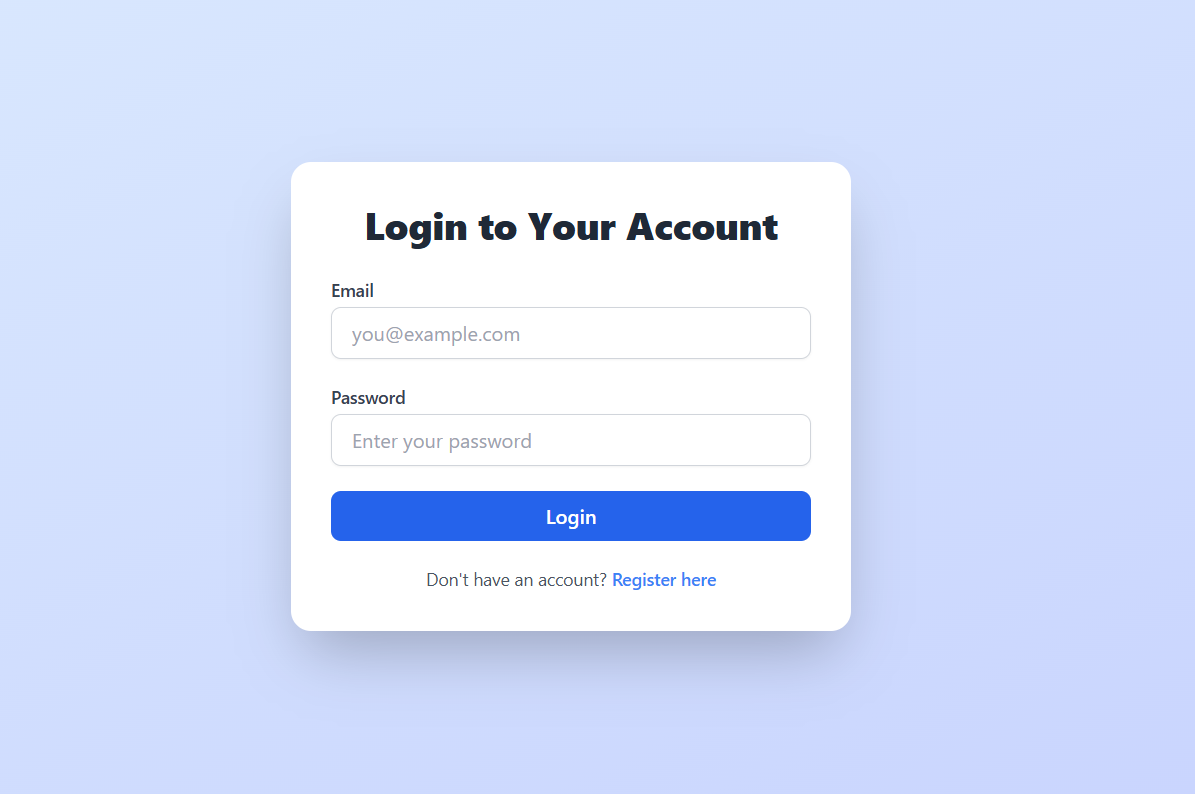 Login to Your Account
Email
you@example.com
Password
Enter your password
Login
Don't have an account? Register here